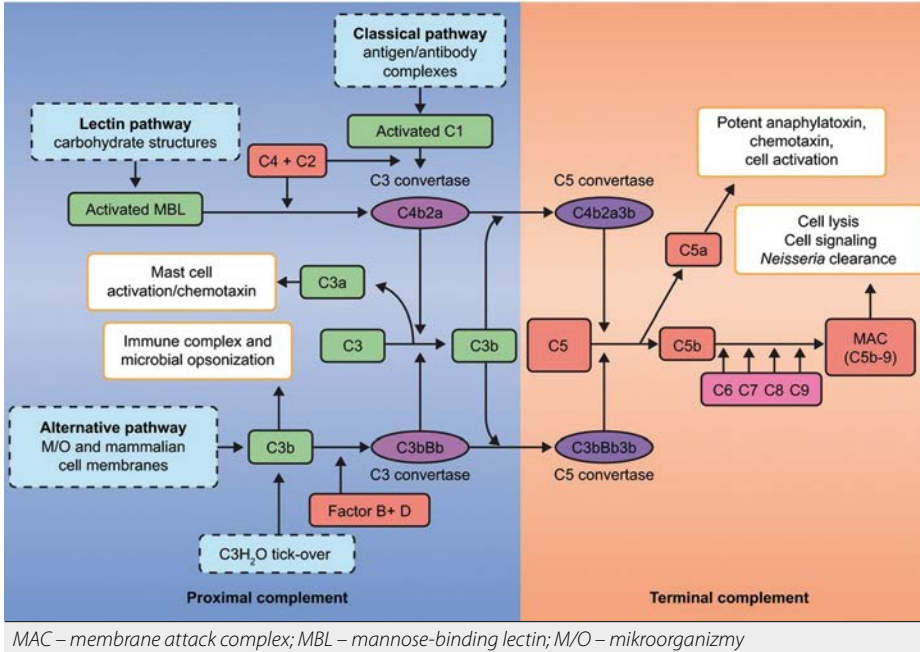 Classical pathway
antigen/antibody
complexes
Lectin pathway
carbohydrate structures
C4 + C2
Activated C1
Activated MBL
C3 convertase
C4b2a
C5 convertase
C4b2a3b
Potent anaphylatoxin,
chemotaxin,
cell activation
C5a
Cell lysis
Cell signaling
Neisseria clearance
Mast cell
activation/chemotaxin
C3a
Immune complex and
microbial opsonization
C3
C3b
C5
C5b
MAC
(C5b-9)
C6 C7 C8 C9
Alternative pathway
M/O and mammalian
cell membranes
C3b
C3bBb
C3 convertase
C3bBb3b
C5 convertase
Factor B+ D
C3H₂O tick-over
Proximal complement
Terminal complement
MAC – membrane attack complex; MBL – mannose-binding lectin; M/O – mikroorganizmy